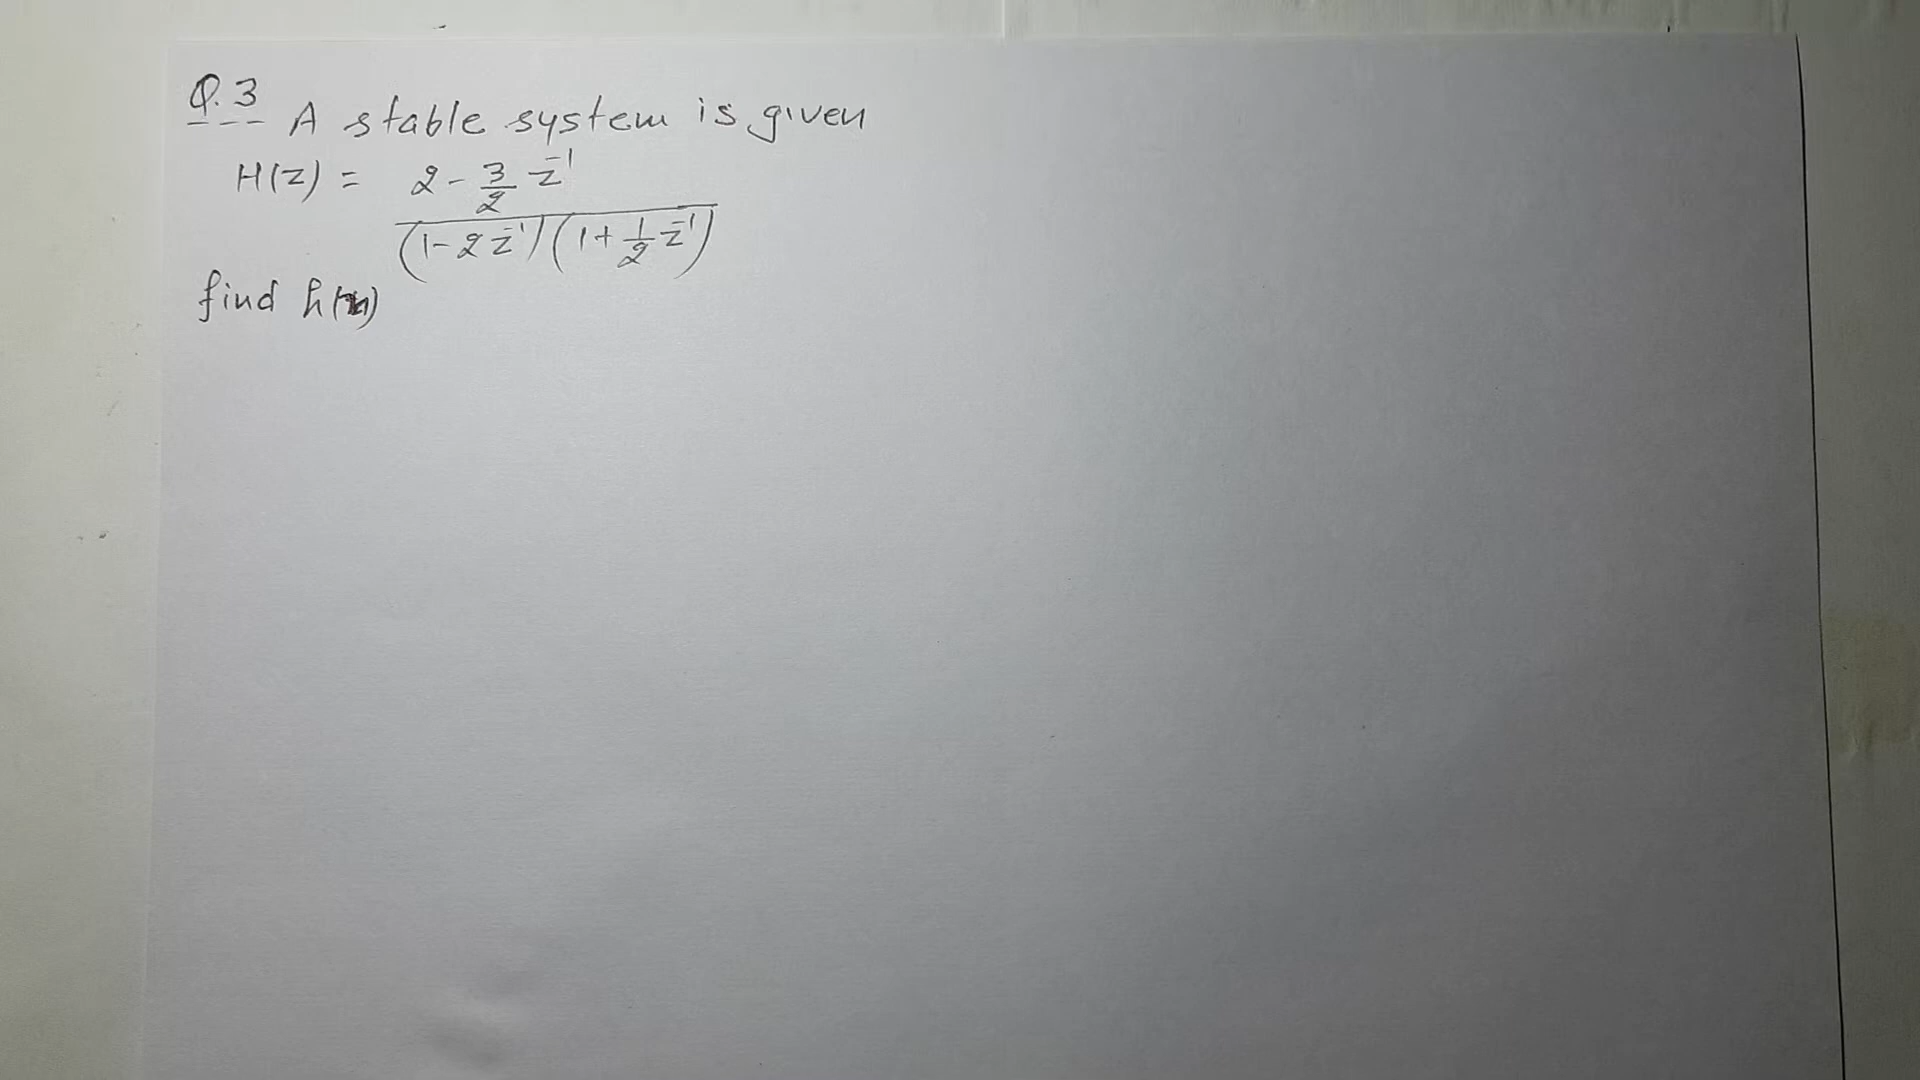 Q.3 A stable system is given
H(z) = 2 - 3/2 z^-1
(1 - 2z^-1)(1 + 1/2 z^-1)
find h(n)